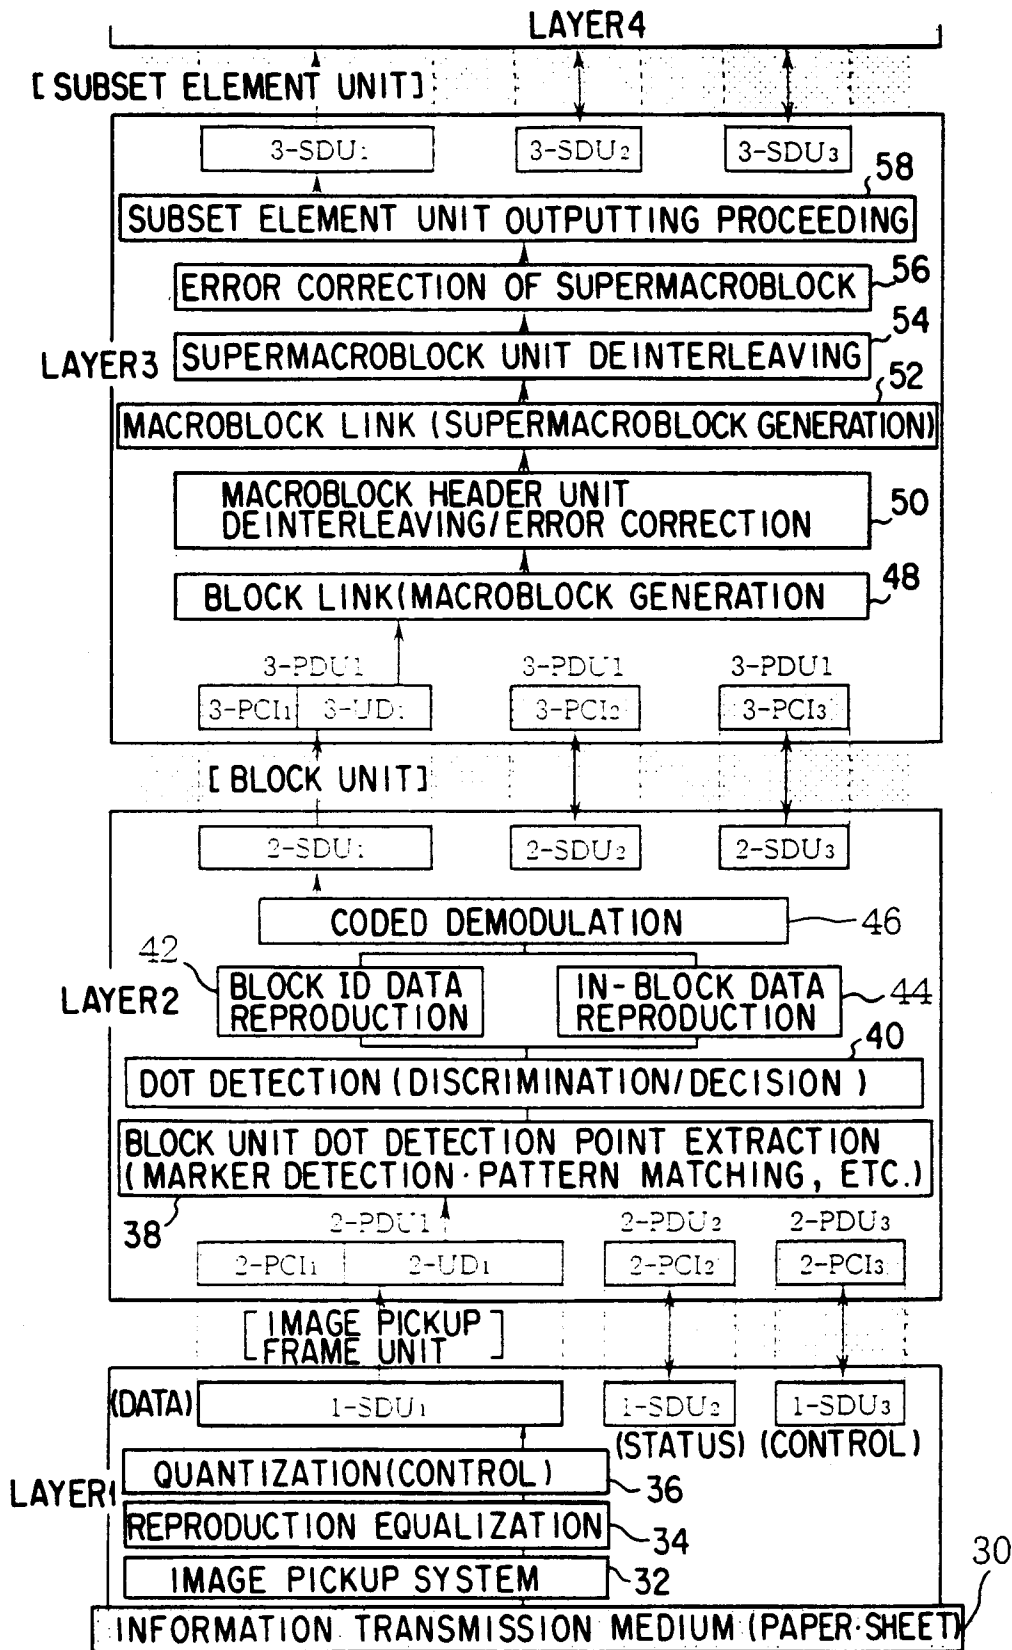 LAYER4
[SUBSET ELEMENT UNIT]
3-SDU1
3-SDU2
3-SDU3
58
SUBSET ELEMENT UNIT OUTPUTTING PROCEEDING
56
ERROR CORRECTION OF SUPERMACROBLOCK
54
SUPERMACROBLOCK UNIT DEINTERLEAVING
LAYER3
52
MACROBLOCK LINK (SUPERMACROBLOCK GENERATION)
MACROBLOCK HEADER UNIT
DEINTERLEAVING/ERROR CORRECTION
50
BLOCK LINK(MACROBLOCK GENERATION
48
3-PDU1
3-PDU1
3-PDU1
3-PCI1
3-UD1
3-PCI2
3-PCI3
[BLOCK UNIT]
2-SDU1
2-SDU2
2-SDU3
CODED DEMODULATION
46
42
BLOCK ID DATA
REPRODUCTION
IN-BLOCK DATA
REPRODUCTION
44
LAYER2
40
DOT DETECTION (DISCRIMINATION/DECISION )
BLOCK UNIT DOT DETECTION POINT EXTRACTION
(MARKER DETECTION·PATTERN MATCHING, ETC.)
38
2-PDU1
2-PDU2
2-PDU3
2-PCI1
2-UD1
2-PCI2
2-PCI3
[IMAGE PICKUP
FRAME UNIT]
(DATA)
1-SDU1
1-SDU2
1-SDU3
(STATUS)
(CONTROL)
QUANTIZATION(CONTROL)
36
LAYER1
REPRODUCTION EQUALIZATION
34
IMAGE PICKUP SYSTEM
32
30
INFORMATION TRANSMISSION MEDIUM (PAPER·SHEET)